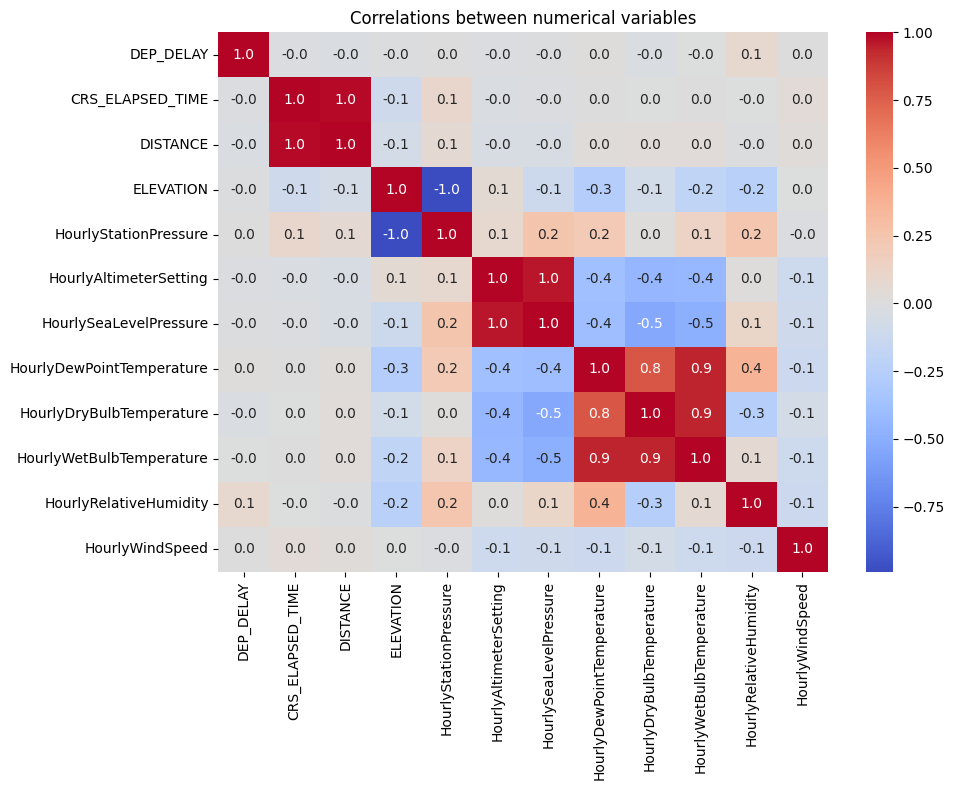 Correlations between numerical variables
DEP_DELAY 1.0 -0.0 -0.0 -0.0 0.0 -0.0 -0.0 0.0 -0.0 -0.0 0.1 0.0
CRS_ELAPSED_TIME -0.0 1.0 1.0 -0.1 0.1 -0.0 -0.0 0.0 0.0 0.0 -0.0 0.0
DISTANCE -0.0 1.0 1.0 -0.1 0.1 -0.0 -0.0 0.0 0.0 0.0 -0.0 0.0
ELEVATION -0.0 -0.1 -0.1 1.0 -1.0 0.1 -0.1 -0.3 -0.1 -0.2 -0.2 0.0
HourlyStationPressure 0.0 0.1 0.1 -1.0 1.0 0.1 0.2 0.2 0.0 0.1 0.2 -0.0
HourlyAltimeterSetting -0.0 -0.0 -0.0 0.1 0.1 1.0 1.0 -0.4 -0.4 -0.4 0.0 -0.1
HourlySeaLevelPressure -0.0 -0.0 -0.0 -0.1 0.2 1.0 1.0 -0.4 -0.5 -0.5 0.1 -0.1
HourlyDewPointTemperature 0.0 0.0 0.0 -0.3 0.2 -0.4 -0.4 1.0 0.8 0.9 0.4 -0.1
HourlyDryBulbTemperature -0.0 0.0 0.0 -0.1 0.0 -0.4 -0.5 0.8 1.0 0.9 -0.3 -0.1
HourlyWetBulbTemperature -0.0 0.0 0.0 -0.2 0.1 -0.4 -0.5 0.9 0.9 1.0 0.1 -0.1
HourlyRelativeHumidity 0.1 -0.0 -0.0 -0.2 0.2 0.0 0.1 0.4 -0.3 0.1 1.0 -0.1
HourlyWindSpeed 0.0 0.0 0.0 0.0 -0.0 -0.1 -0.1 -0.1 -0.1 -0.1 -0.1 1.0
DEP_DELAY
CRS_ELAPSED_TIME
DISTANCE
ELEVATION
HourlyStationPressure
HourlyAltimeterSetting
HourlySeaLevelPressure
HourlyDewPointTemperature
HourlyDryBulbTemperature
HourlyWetBulbTemperature
HourlyRelativeHumidity
HourlyWindSpeed
1.00
0.75
0.50
0.25
0.00
−0.25
−0.50
−0.75